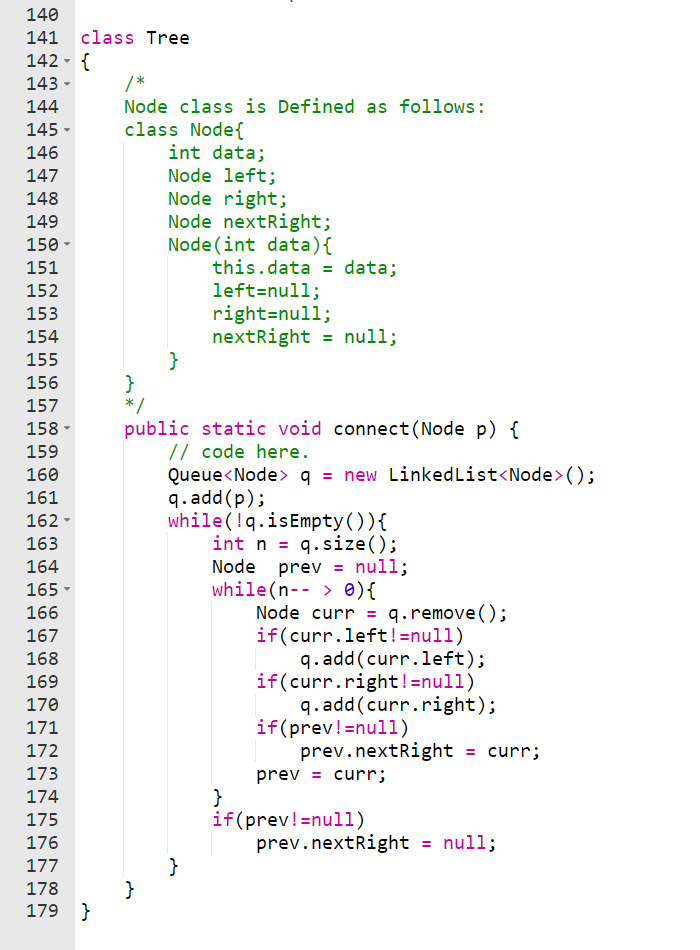 140
141 class Tree
142 {
143 /*
144 Node class is Defined as follows:
145 class Node{
146 int data;
147 Node left;
148 Node right;
149 Node nextRight;
150 Node(int data){
151 this.data = data;
152 left=null;
153 right=null;
154 nextRight = null;
155 }
156 }
157 */
158 public static void connect(Node p) {
159 // code here.
160 Queue<Node> q = new LinkedList<Node>();
161 q.add(p);
162 while(!q.isEmpty()){
163 int n = q.size();
164 Node  prev = null;
165 while(n-- > 0){
166 Node curr = q.remove();
167 if(curr.left!=null)
168 q.add(curr.left);
169 if(curr.right!=null)
170 q.add(curr.right);
171 if(prev!=null)
172 prev.nextRight = curr;
173 prev = curr;
174 }
175 if(prev!=null)
176 prev.nextRight = null;
177 }
178 }
179 }